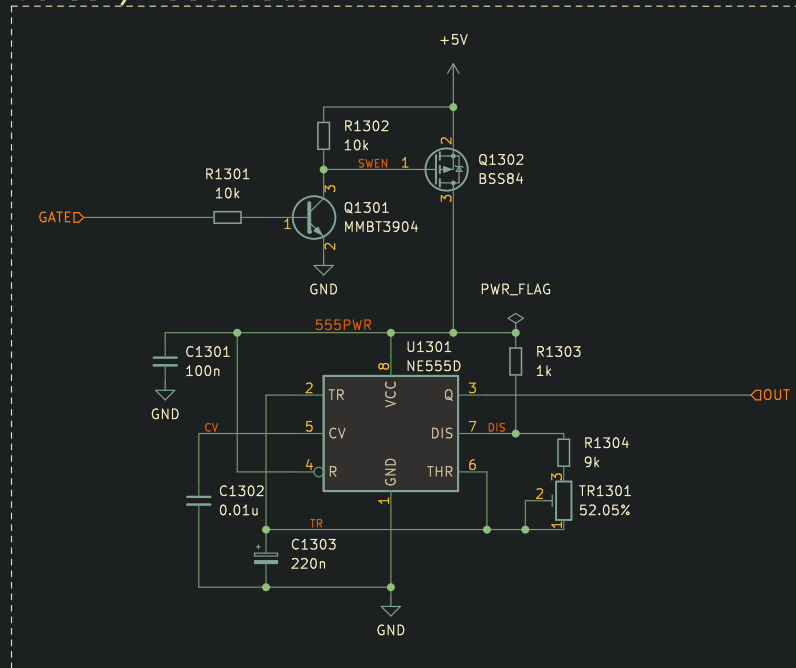 +5V
R1302
10k
SWEN
1
2
Q1302
BSS84
3
R1301
10k
GATE
1
3
Q1301
MMBT3904
2
GND
PWR_FLAG
555PWR
C1301
100n
GND
U1301
NE555D
R1303
1k
8
VCC
2
TR
Q
3
OUT
CV
5
CV
DIS
7
DIS
4
R
THR
6
GND
1
R1304
9k
3
TR1301
2
52.05%
1
C1302
0.01u
TR
+
C1303
220n
GND